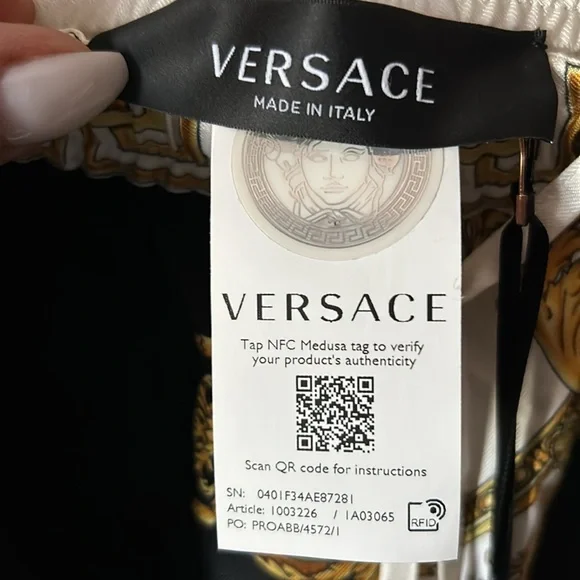 VERSACE
MADE IN ITALY
VERSACE
Tap NFC Medusa tag to verify
your product's authenticity
Scan QR code for instructions
SN: 0401F34AE87281
Article: 1003226 / 1A03065
PO: PROABB/4572/1
RFID